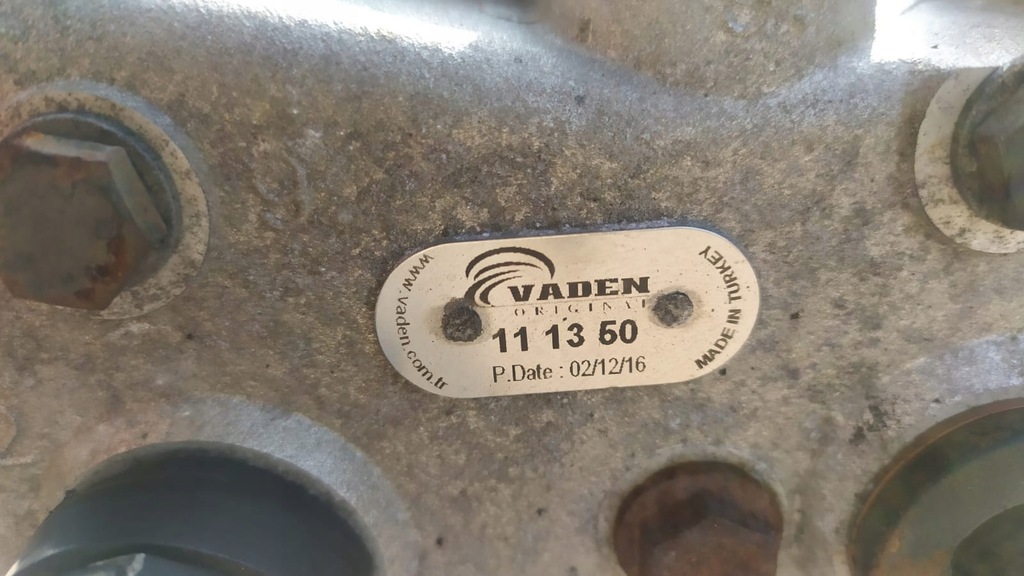 www.vaden.com.tr
VADEN
ORIGINAL
11 13 50
P.Date : 02/12/16
MADE IN TURKEY